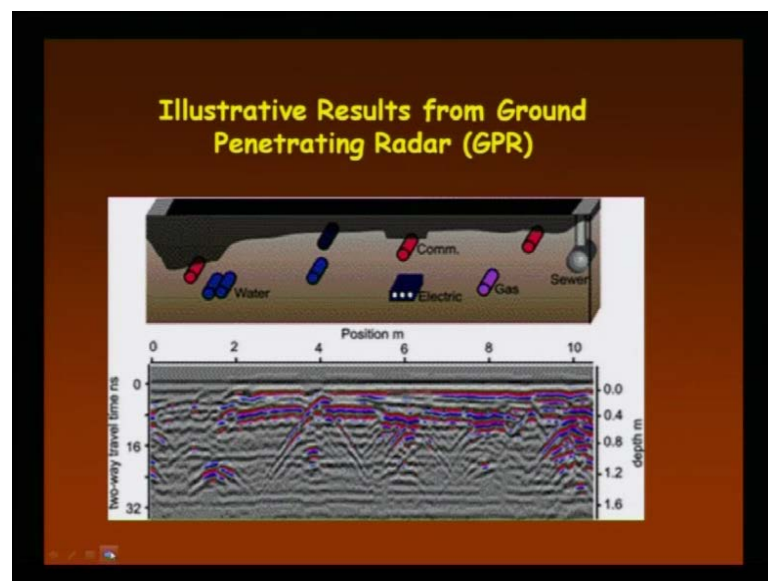 Illustrative Results from Ground
Penetrating Radar (GPR)
Comm.
Water
Electric
Gas
Sewer
Position m
0 2 4 6 8 10
two-way travel time ns
0
16
32
0.0
0.4
0.8
1.2
1.6
depth m